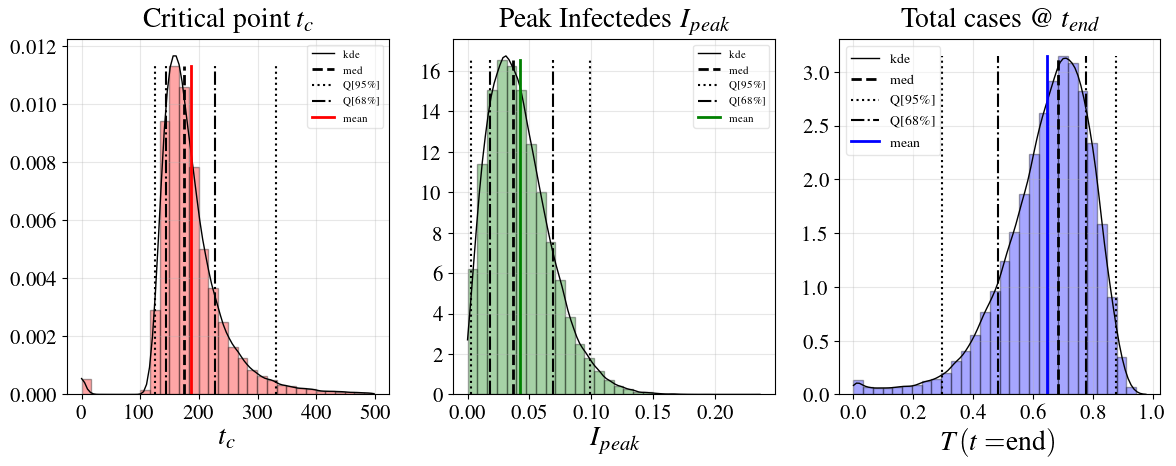 Critical point t_c
0.012
0.010
0.008
0.006
0.004
0.002
0.000
kde
med
Q[95%]
Q[68%]
mean
0 100 200 300 400 500
t_c
Peak Infectedes I_peak
16
14
12
10
8
6
4
2
0
kde
med
Q[95%]
Q[68%]
mean
0.00 0.05 0.10 0.15 0.20
I_peak
Total cases @ t_end
3.0
2.5
2.0
1.5
1.0
0.5
0.0
kde
med
Q[95%]
Q[68%]
mean
0.0 0.2 0.4 0.6 0.8 1.0
T(t =end)